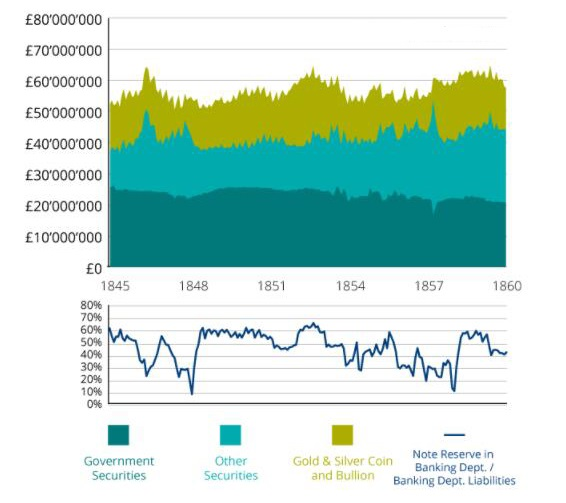 £80’000’000
£70’000’000
£60’000’000
£50’000’000
£40’000’000
£30’000’000
£20’000’000
£10’000’000
£0
1845 1848 1851 1854 1857 1860
80%
70%
60%
50%
40%
30%
20%
10%
0%
Government
Securities
Other
Securities
Gold & Silver Coin
and Bullion
Note Reserve in
Banking Dept. /
Banking Dept. Liabilities